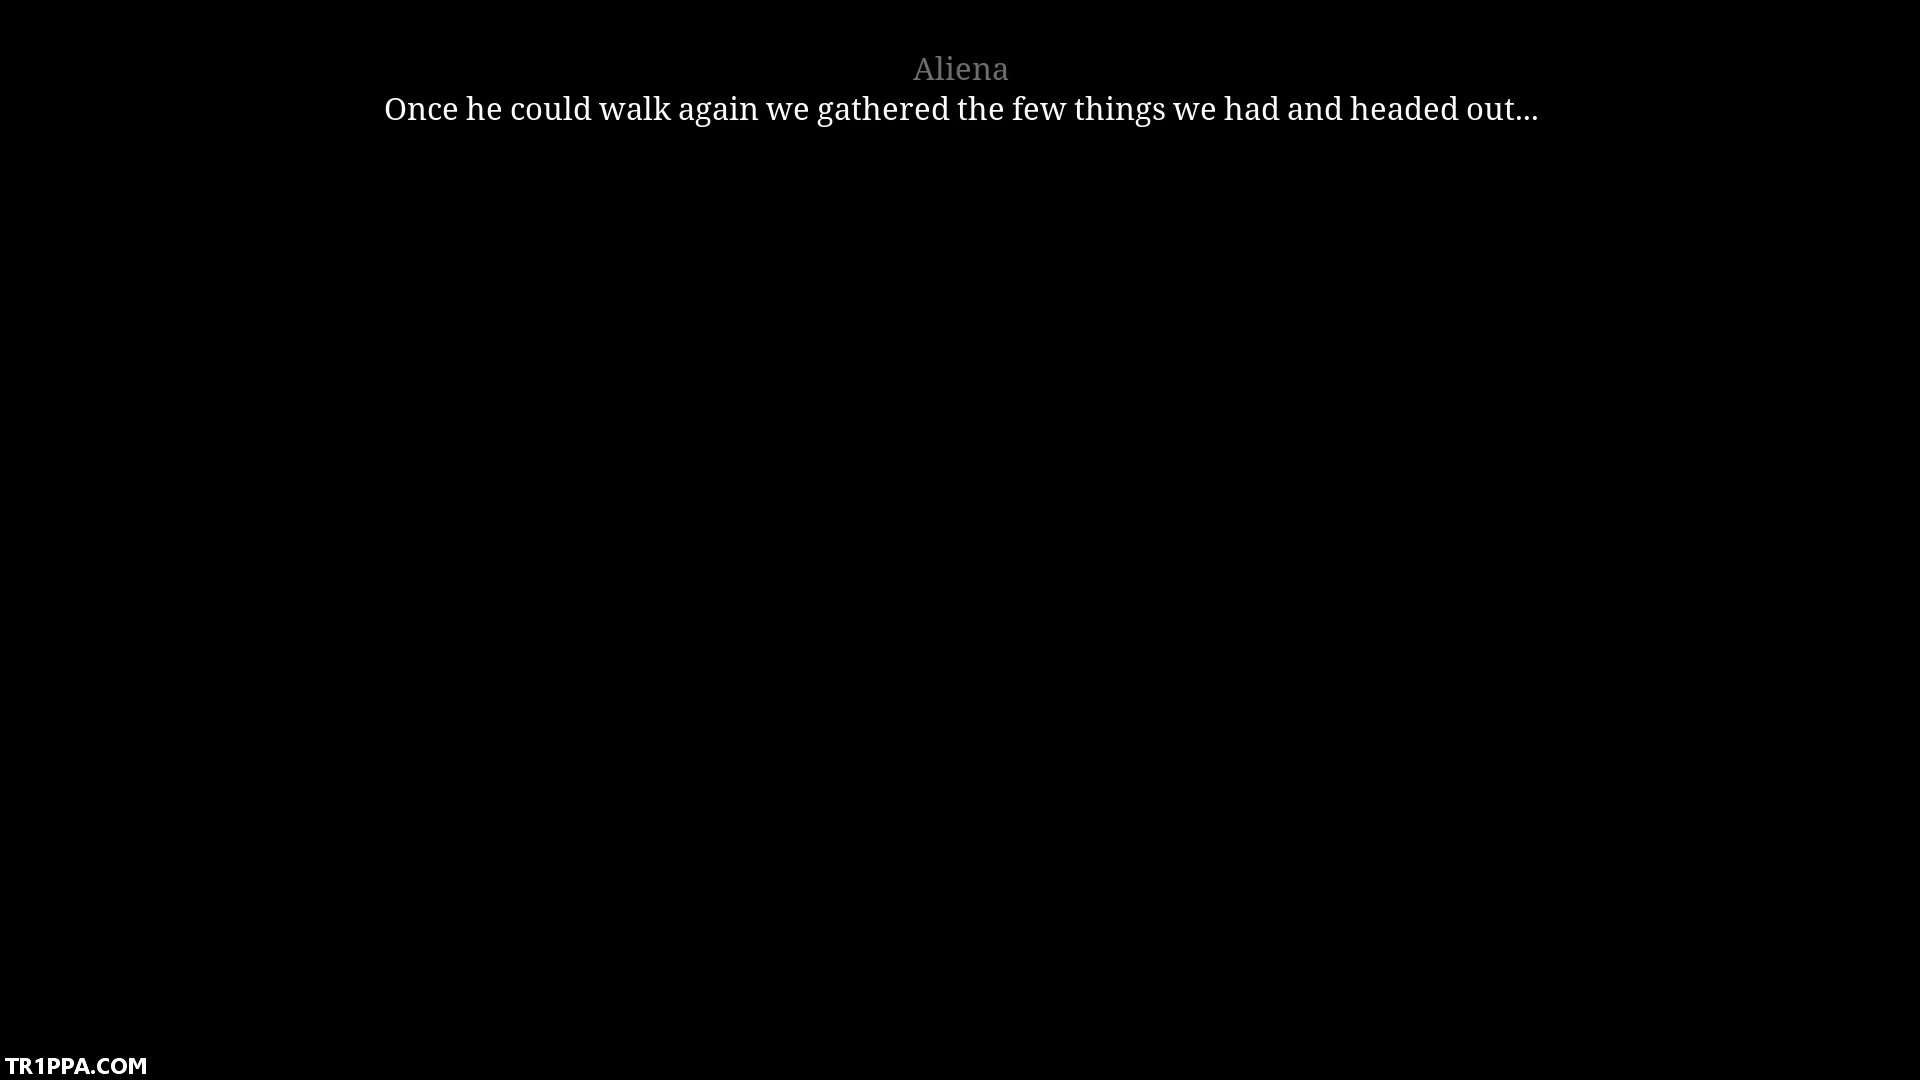 Aliena
Once he could walk again we gathered the few things we had and headed out...
TR1PPA.COM